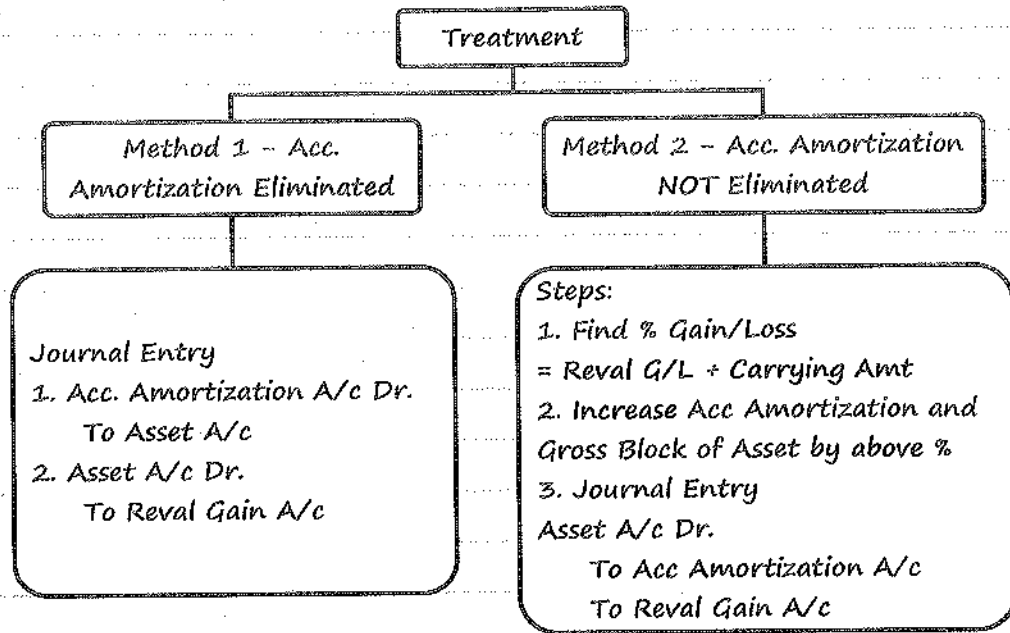 Treatment
Method 1 - Acc.
Amortization Eliminated
Method 2 - Acc. Amortization
NOT Eliminated
Journal Entry
1. Acc. Amortization A/c Dr.
To Asset A/c
2. Asset A/c Dr.
To Reval Gain A/c
Steps:
1. Find % Gain/Loss
= Reval G/L ÷ Carrying Amt
2. Increase Acc Amortization and
Gross Block of Asset by above %
3. Journal Entry
Asset A/c Dr.
To Acc Amortization A/c
To Reval Gain A/c